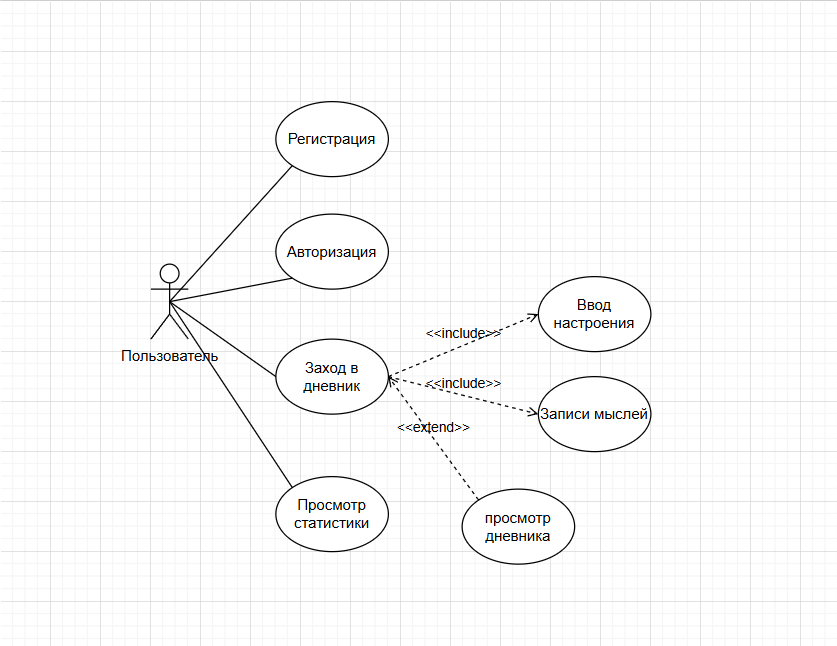 Регистрация
Авторизация
Пользователь
Заход в
дневник
Просмотр
статистики
<<include>>
<<include>>
<<extend>>
Ввод
настроения
Записи мыслей
просмотр
дневника